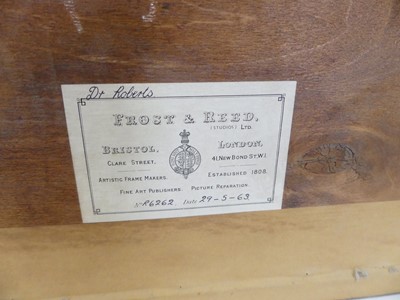 Dr Roberts
FROST & REED,
(STUDIOS) LTD.
BRISTOL, LONDON,
CLARE STREET, 41, NEW BOND ST. W.1.
ARTISTIC FRAME MAKERS. ESTABLISHED 1808.
FINE ART PUBLISHERS. PICTURE REPARATION.
No R6262 DATE 29-5-63